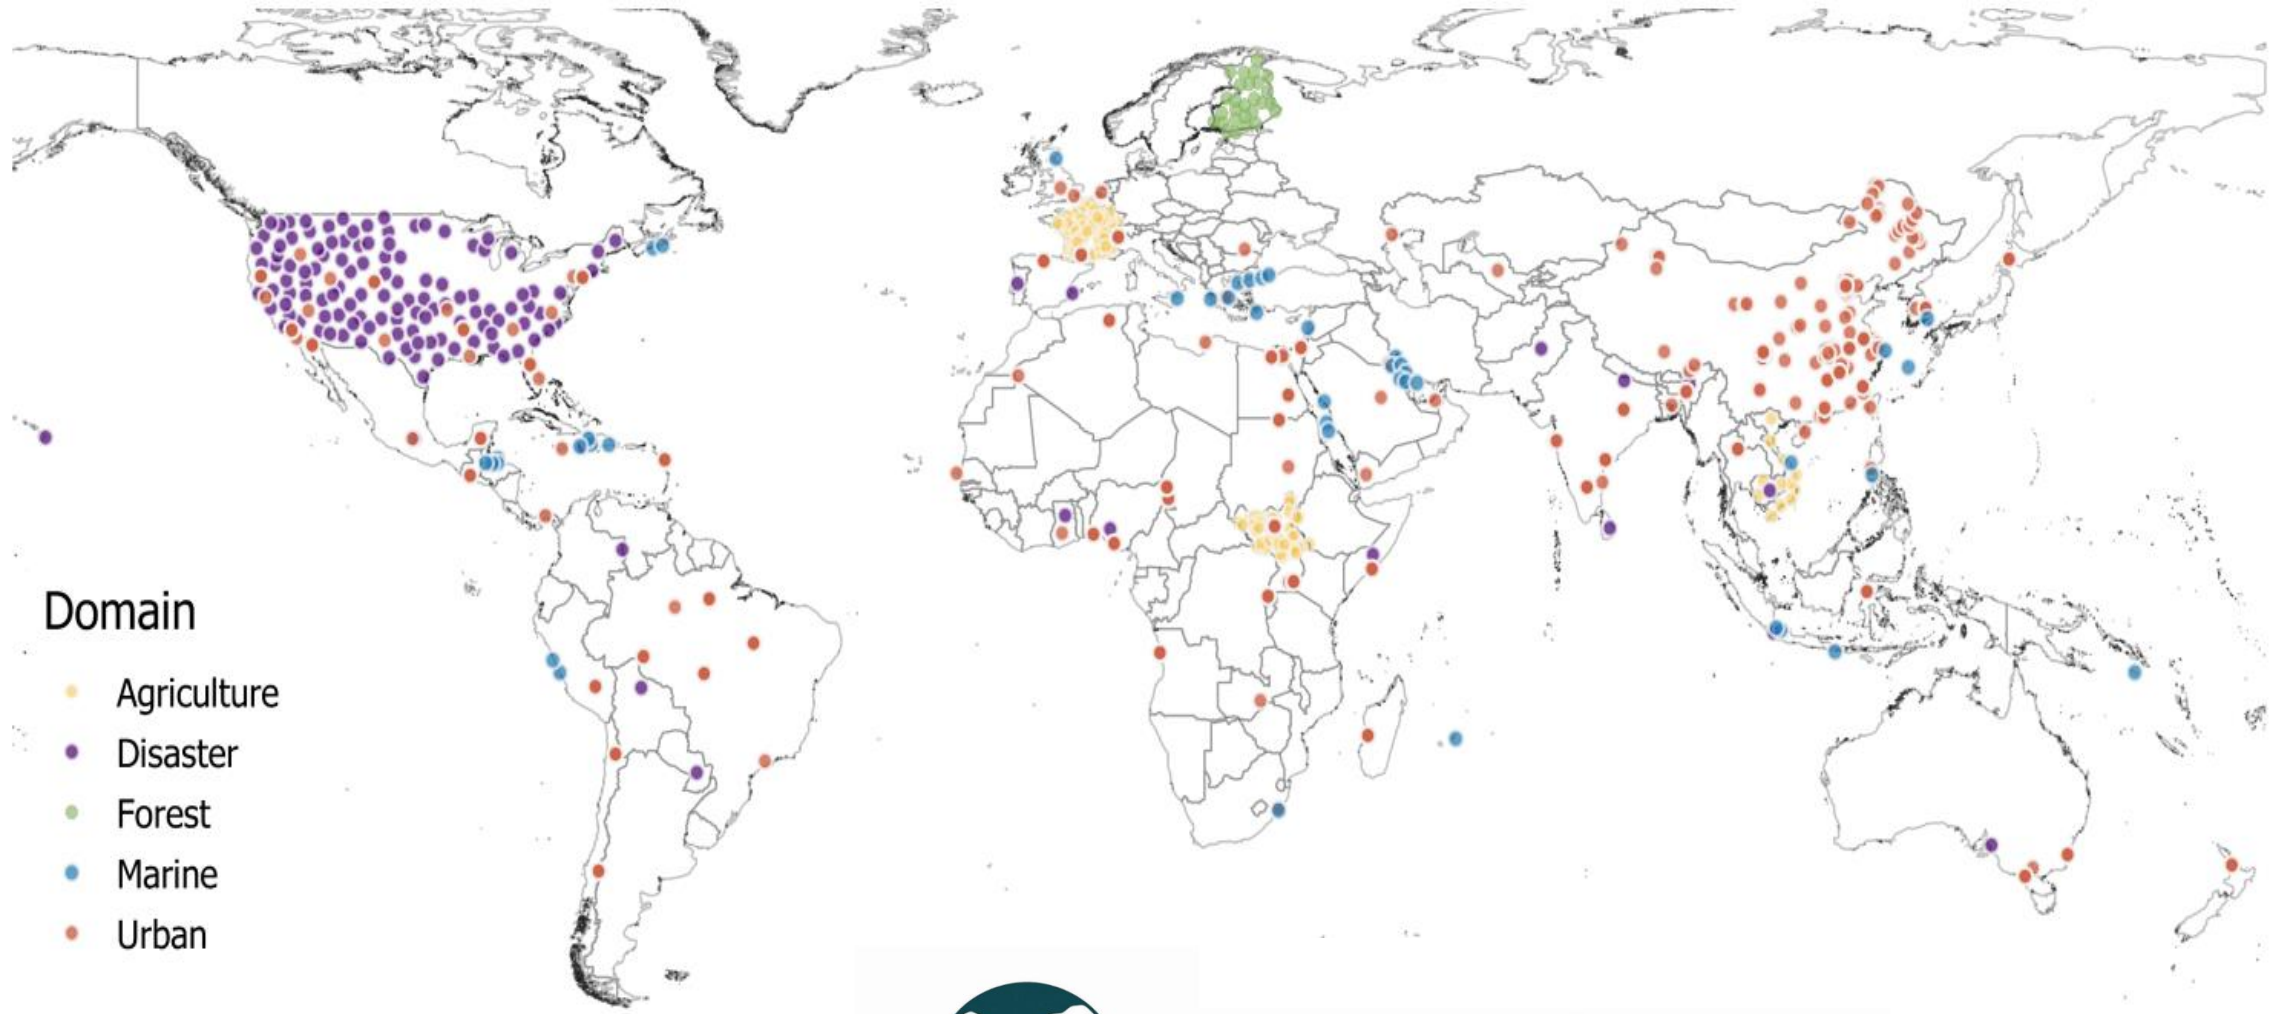 Domain
Agriculture
Disaster
Forest
Marine
Urban